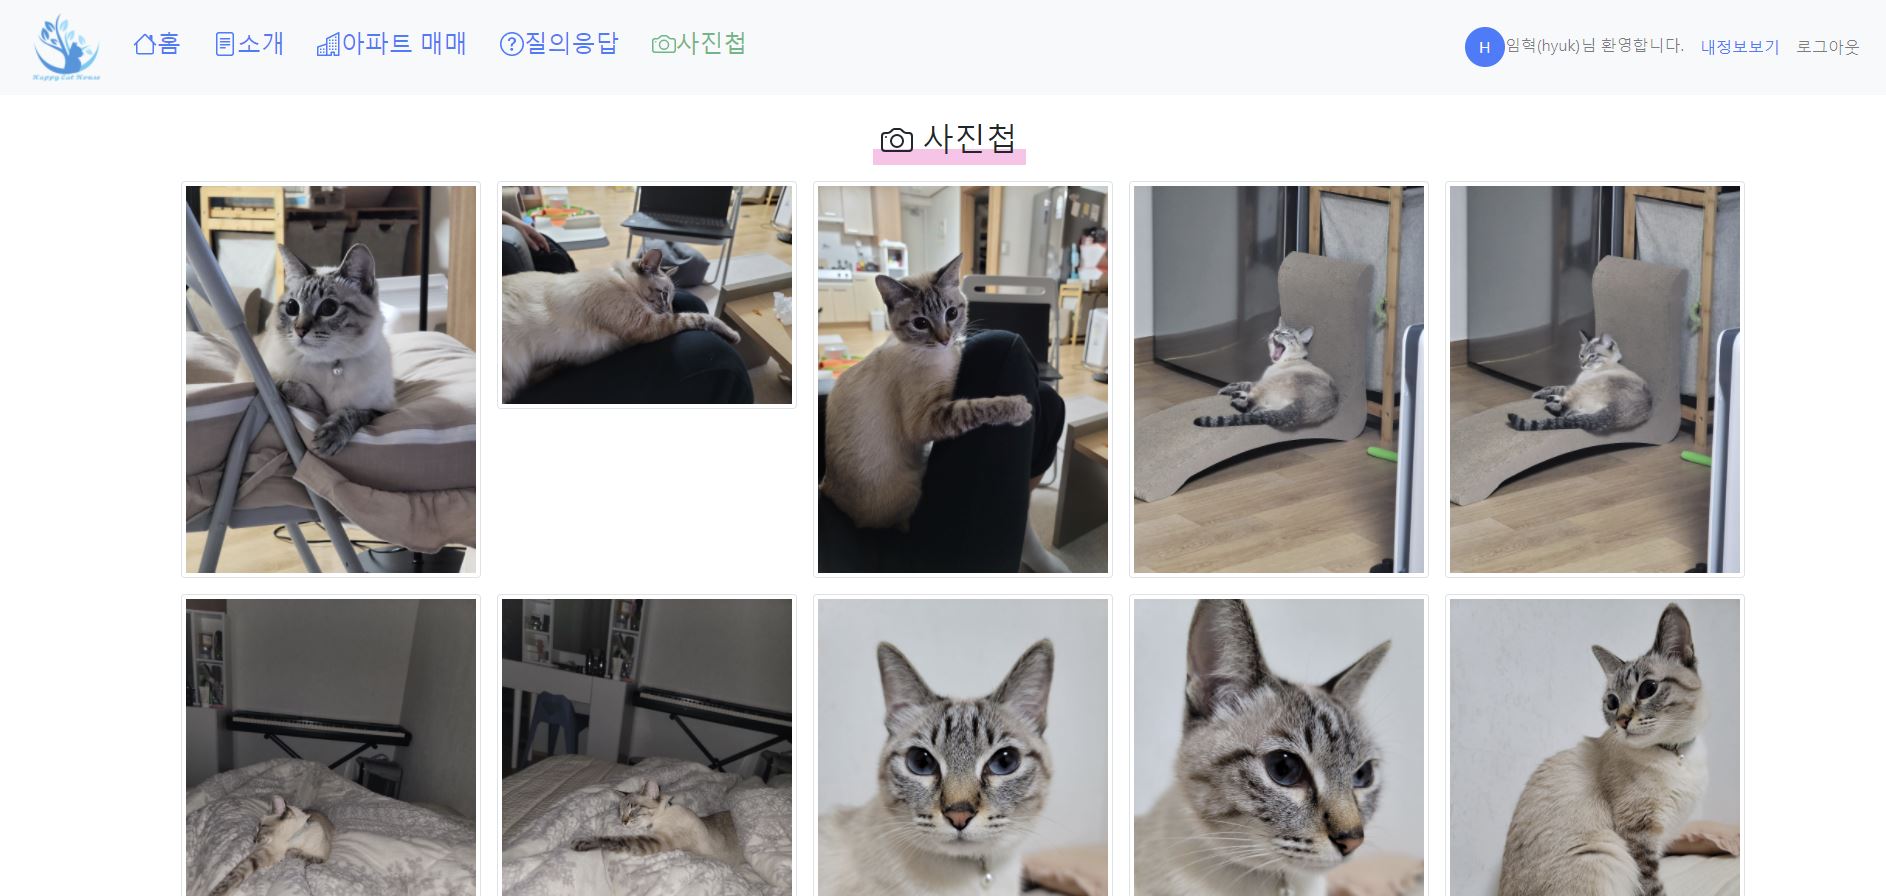 Happy Cat House
홈
소개
아파트 매매
질의응답
사진첩
H
임혁(hyuk)님 환영합니다.
내정보보기
로그아웃
사진첩